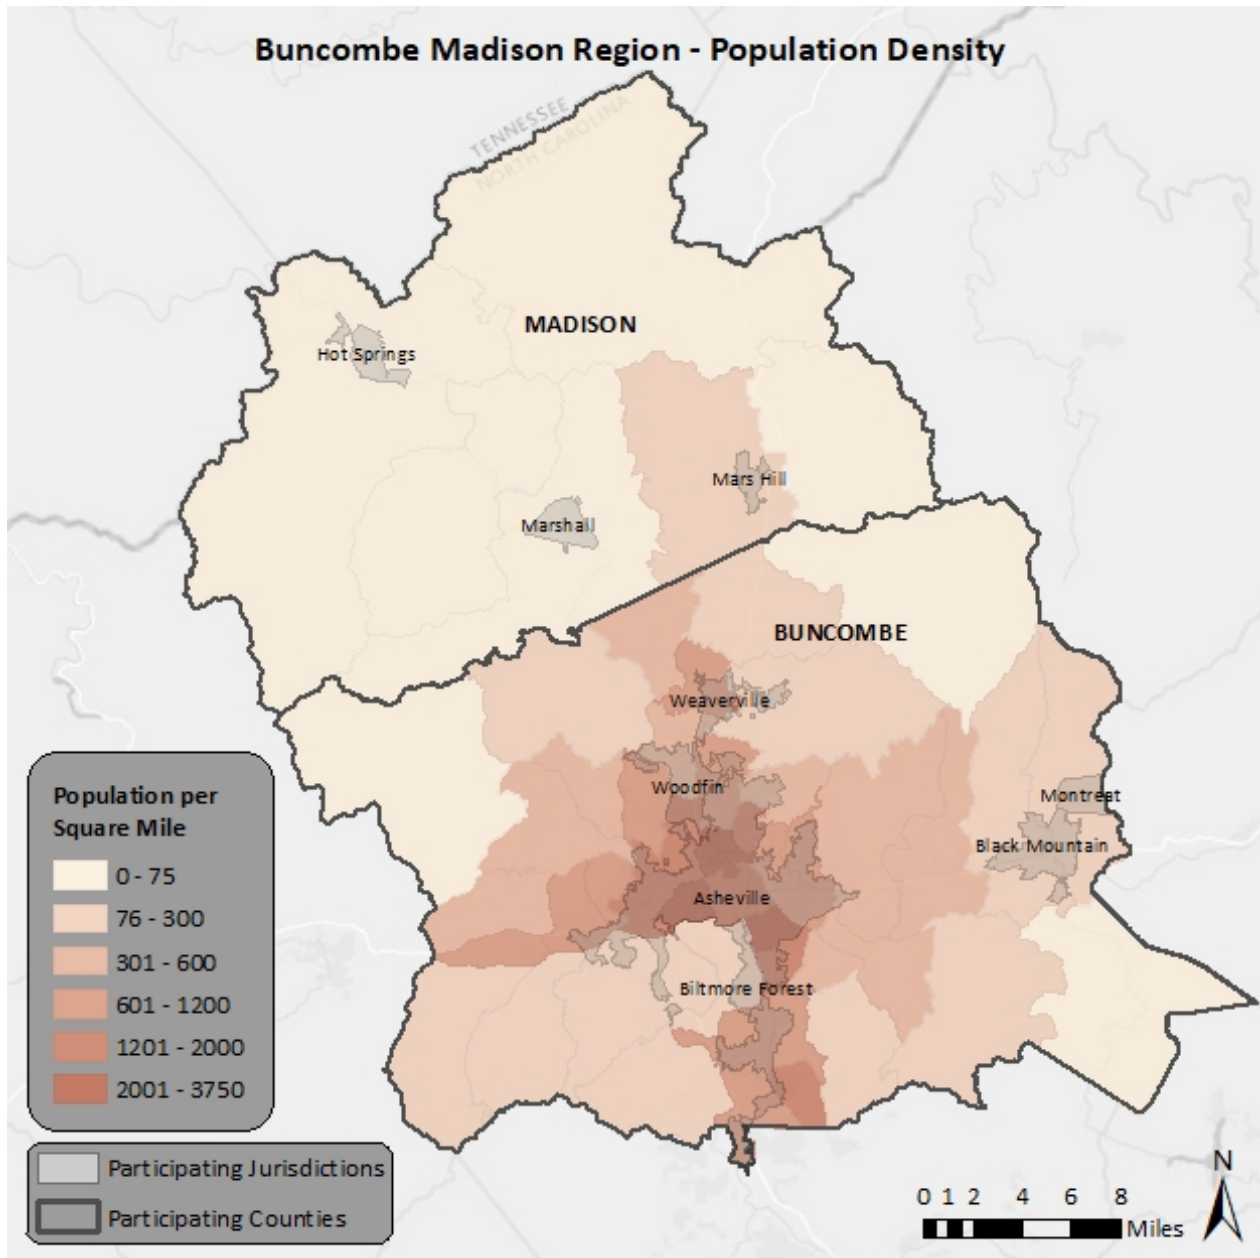 Buncombe Madison Region - Population Density
TENNESSEE
NORTH CAROLINA
MADISON
Hot Springs
Mars Hill
Marshall
BUNCOMBE
Weaverville
Woodfin
Montreat
Black Mountain
Asheville
Biltmore Forest
Population per
Square Mile
0 - 75
76 - 300
301 - 600
601 - 1200
1201 - 2000
2001 - 3750
Participating Jurisdictions
Participating Counties
N
0 1 2 4 6 8
Miles